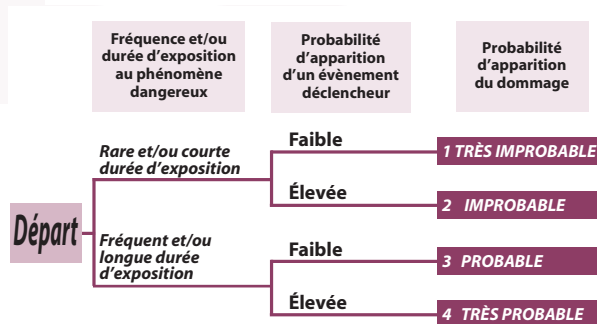 Fréquence et/ou
durée d'exposition
au phénomène
dangereux
Probabilité
d'apparition
d'un évènement
déclencheur
Probabilité
d'apparition
du dommage
Départ
Rare et/ou courte
durée d'exposition
Faible
1 TRÈS IMPROBABLE
Élevée
2 IMPROBABLE
Fréquent et/ou
longue durée
d'exposition
Faible
3 PROBABLE
Élevée
4 TRÈS PROBABLE